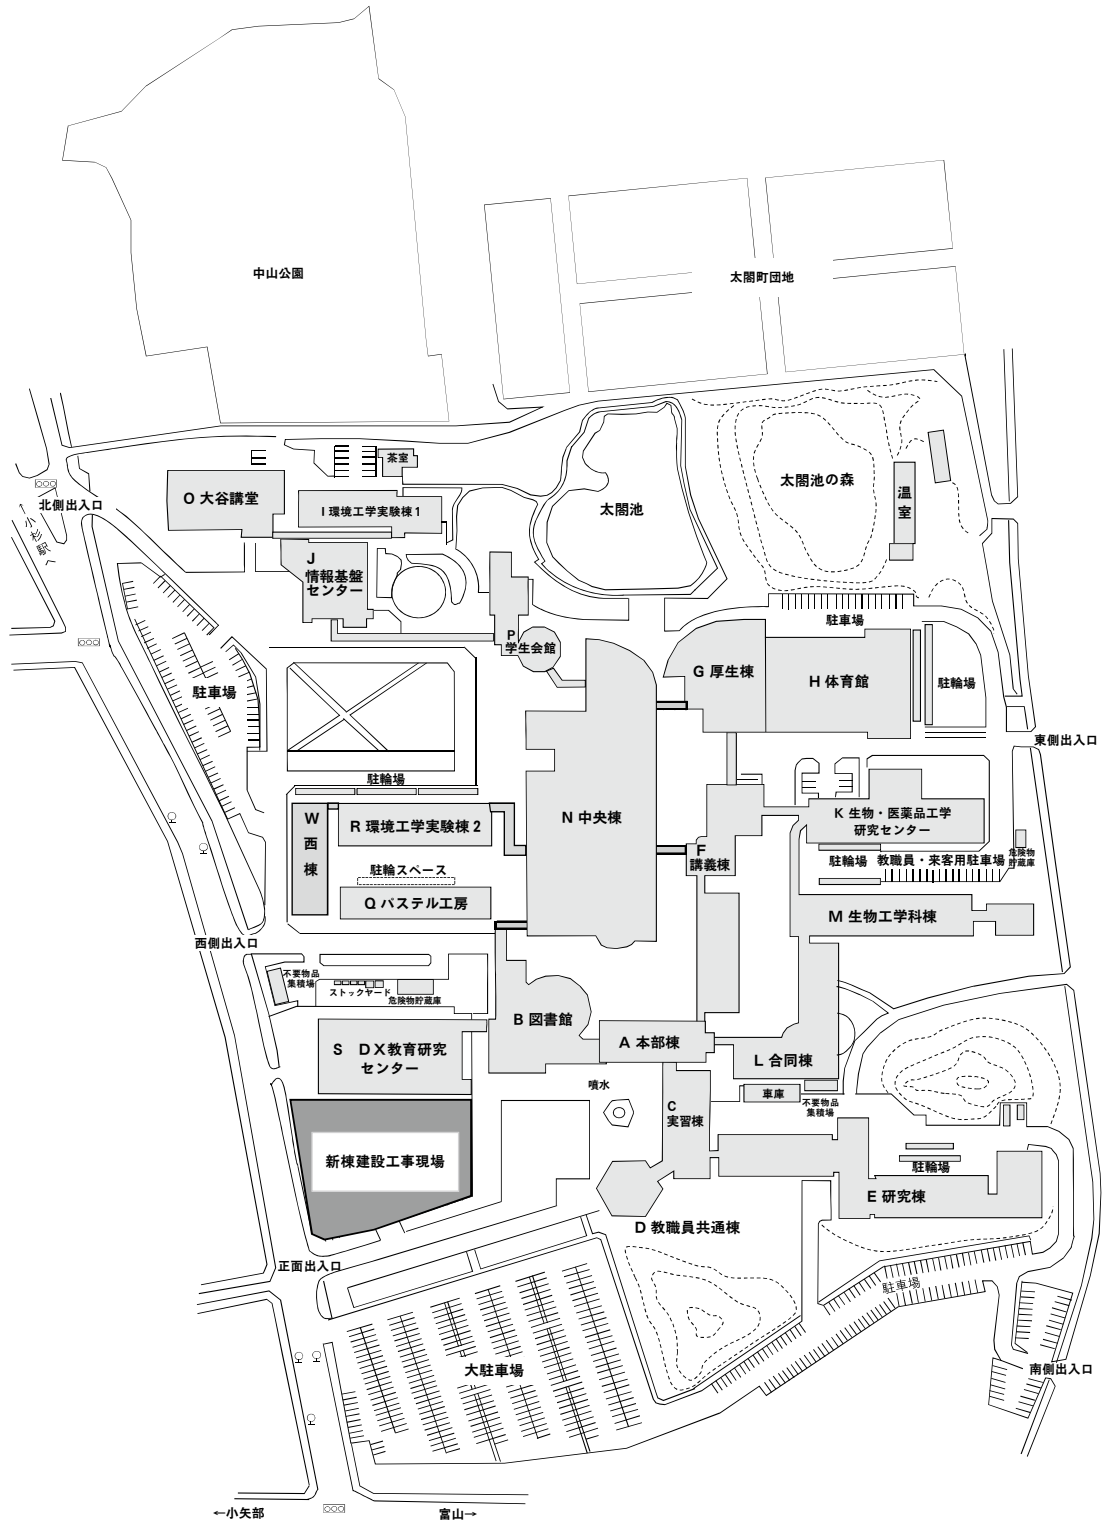 中山公園
太閤町団地
茶室
太閤池の森
O 大谷講堂
温
室
北側出入口
I 環境工学実験棟1
太閤池
↑小杉駅へ
J
情報基盤
センター
駐車場
P
学生会館
G 厚生棟
H 体育館
駐輪場
駐車場
東側出入口
駐輪場
W
西
棟
R 環境工学実験棟2
N 中央棟
K 生物・医薬品工学
研究センター
F
講義棟
駐輪場
教職員・来客用駐車場
危険物
貯蔵庫
駐輪スペース
Q パステル工房
M 生物工学科棟
西側出入口
不要物品
集積場
ストックヤード
危険物貯蔵庫
B 図書館
A 本部棟
S DX教育研究
センター
L 合同棟
噴水
車庫
不要物品
集積場
C
実習棟
新棟建設工事現場
駐輪場
E 研究棟
D 教職員共通棟
正面出入口
駐車場
大駐車場
南側出入口
←小矢部
富山→